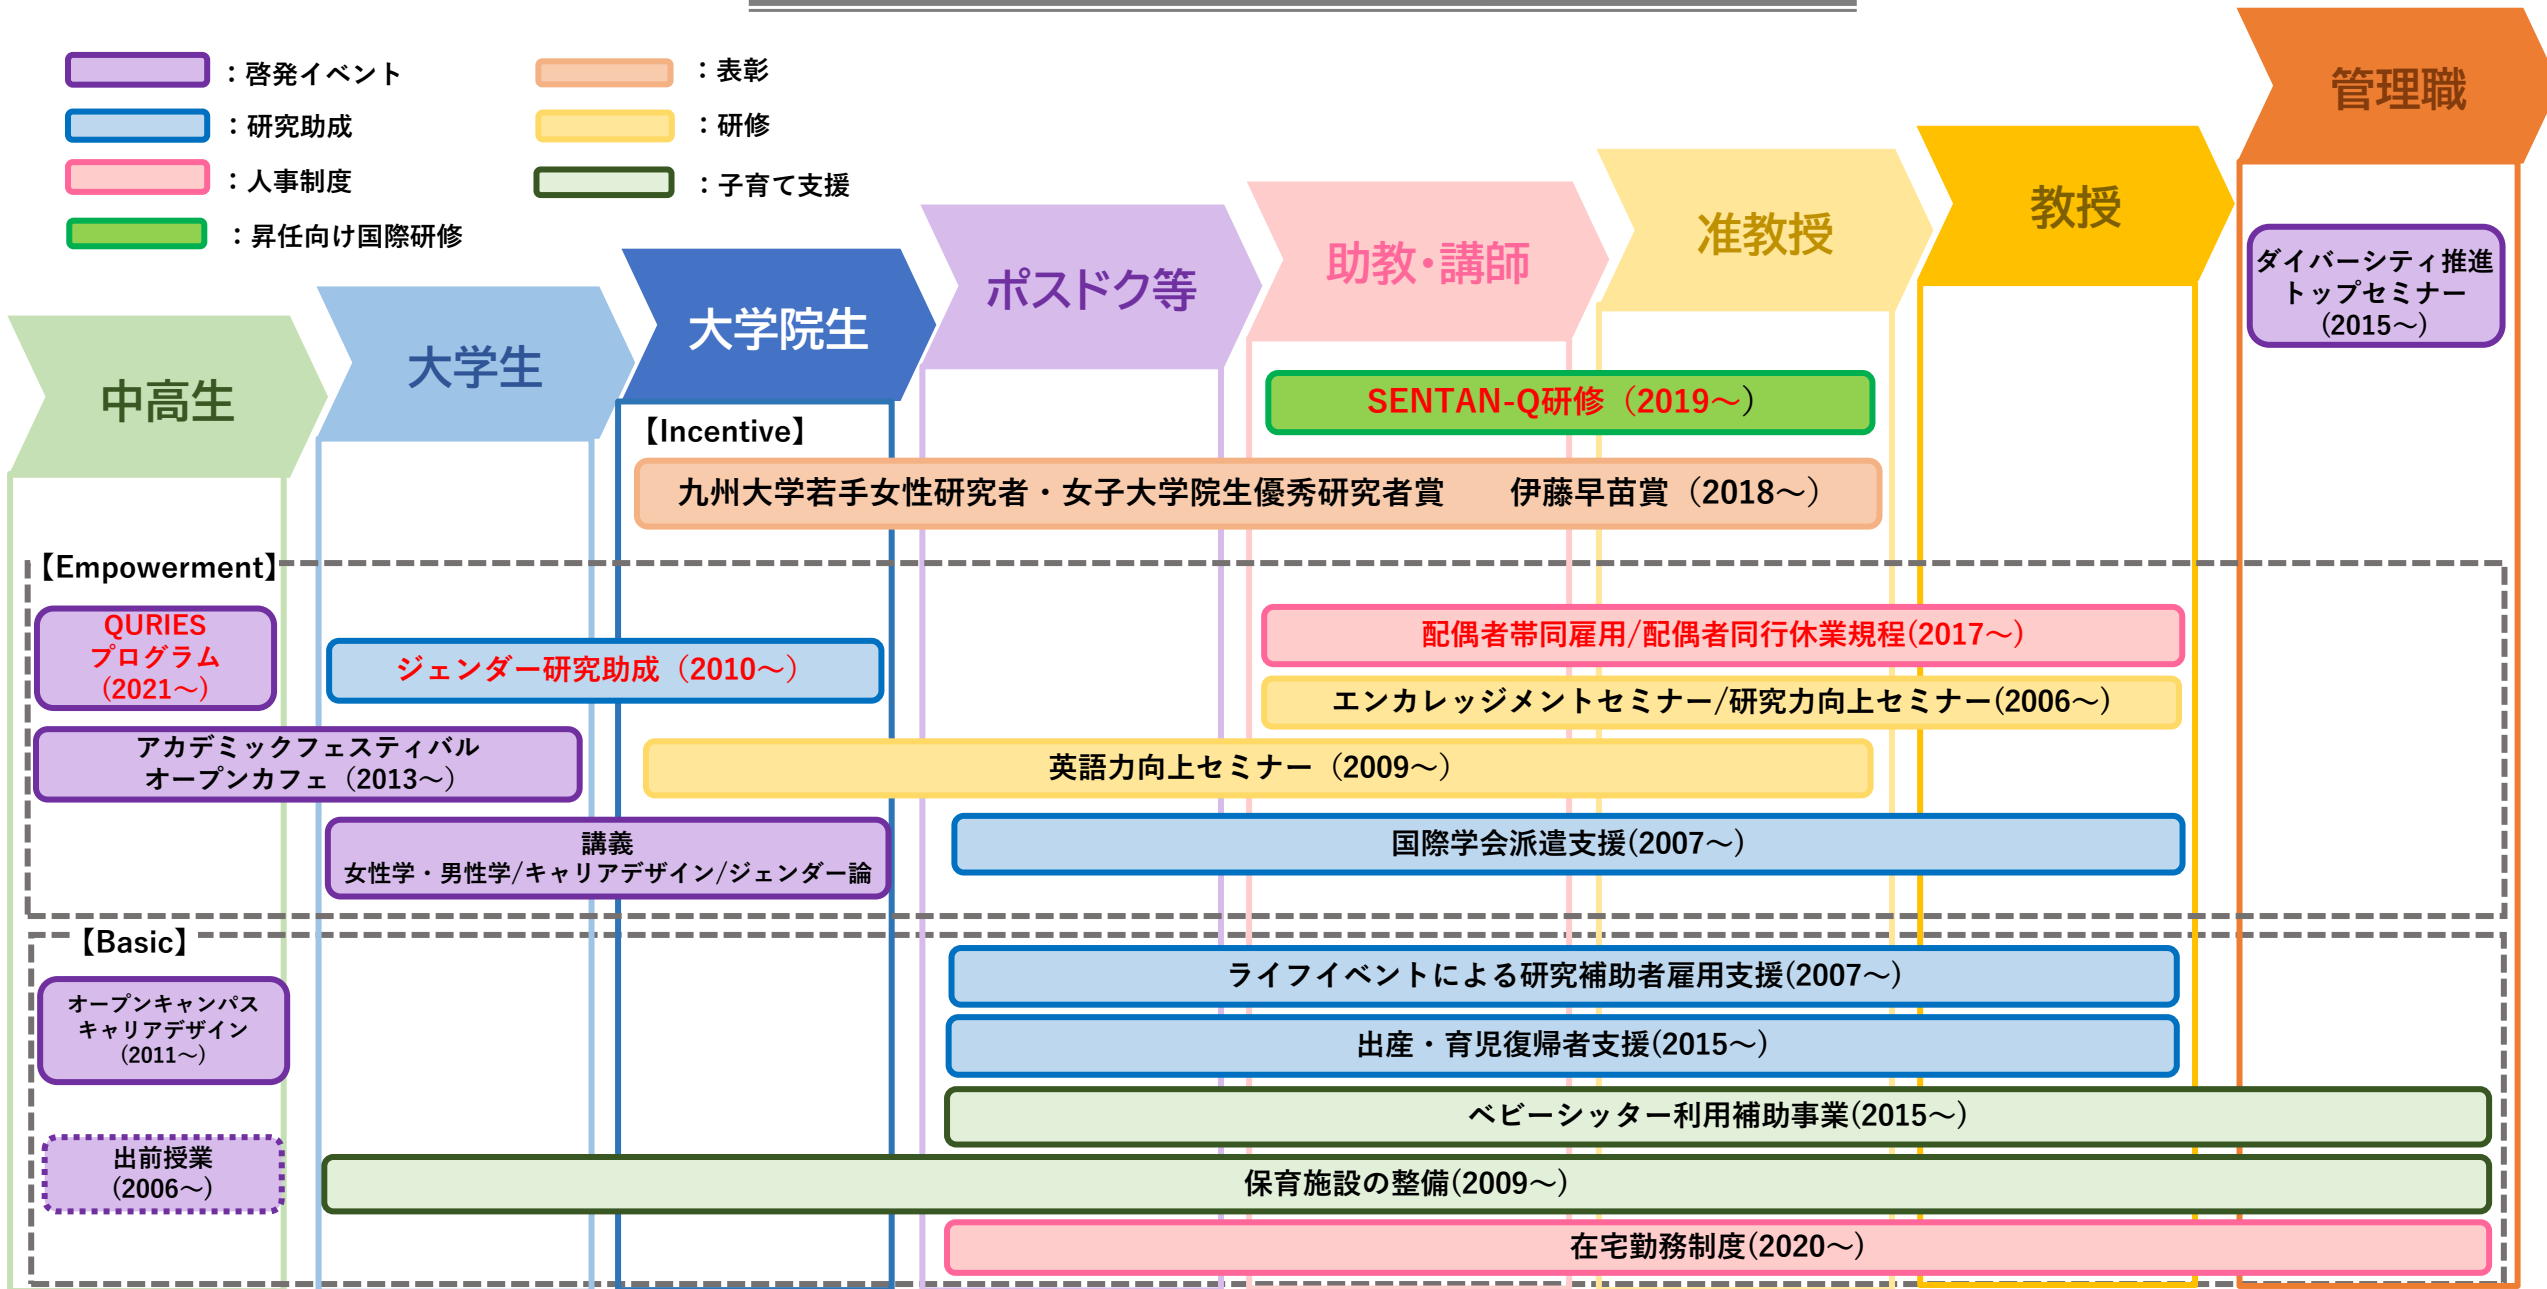 ：啓発イベント
：研究助成
：人事制度
：昇任向け国際研修
：表彰
：研修
：子育て支援
中高生
大学生
大学院生
ポスドク等
助教・講師
准教授
教授
管理職
ダイバーシティ推進
トップセミナー
(2015～)
SENTAN-Q研修（2019～）
【Incentive】
九州大学若手女性研究者・女子大学院生優秀研究者賞　　伊藤早苗賞（2018～）
【Empowerment】
QURIES
プログラム
(2021～)
ジェンダー研究助成（2010～）
配偶者帯同雇用/配偶者同行休業規程(2017～)
エンカレッジメントセミナー/研究力向上セミナー(2006～)
アカデミックフェスティバル
オープンカフェ（2013～）
英語力向上セミナー（2009～）
講義
女性学・男性学/キャリアデザイン/ジェンダー論
国際学会派遣支援(2007～)
【Basic】
オープンキャンパス
キャリアデザイン
(2011～)
ライフイベントによる研究補助者雇用支援(2007～)
出産・育児復帰者支援(2015～)
ベビーシッター利用補助事業(2015～)
出前授業
(2006～)
保育施設の整備(2009～)
在宅勤務制度(2020～)